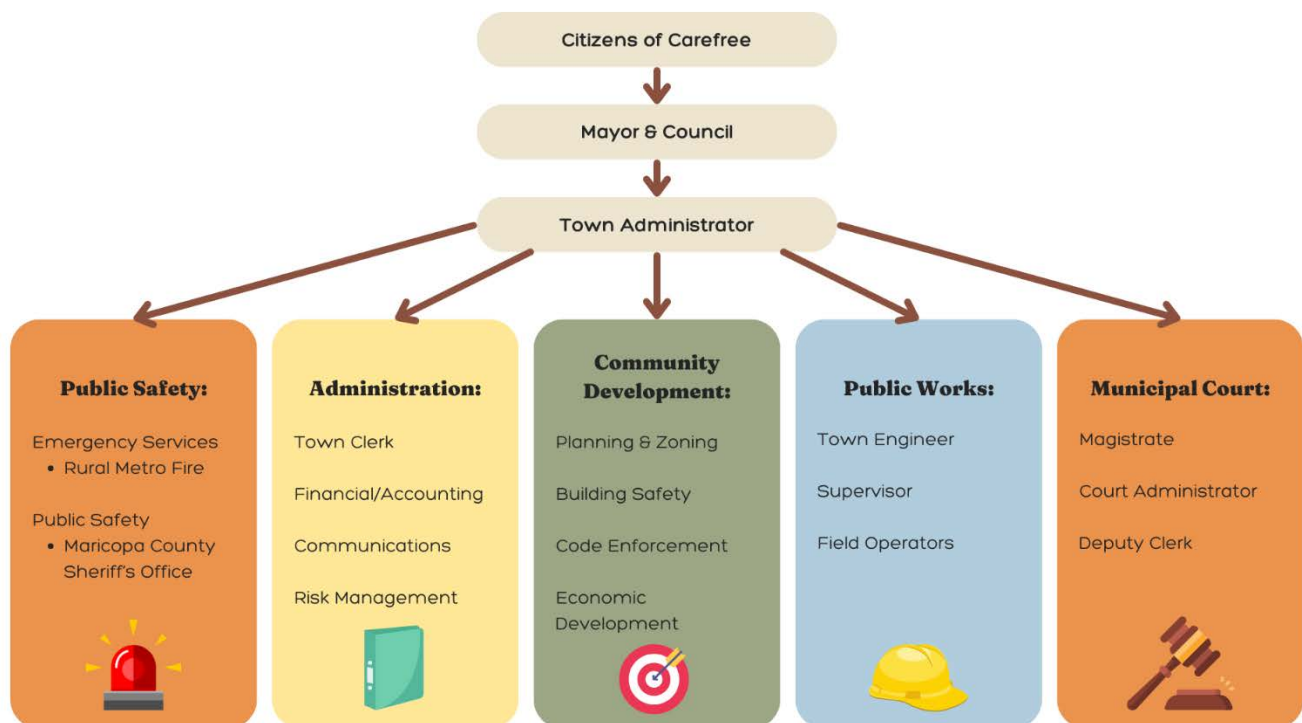 Citizens of Carefree
Mayor & Council
Town Administrator
Public Safety:
Emergency Services
• Rural Metro Fire
Public Safety
• Maricopa County
Sheriff's Office
Administration:
Town Clerk
Financial/Accounting
Communications
Risk Management
Community
Development:
Planning & Zoning
Building Safety
Code Enforcement
Economic
Development
Public Works:
Town Engineer
Supervisor
Field Operators
Municipal Court:
Magistrate
Court Administrator
Deputy Clerk